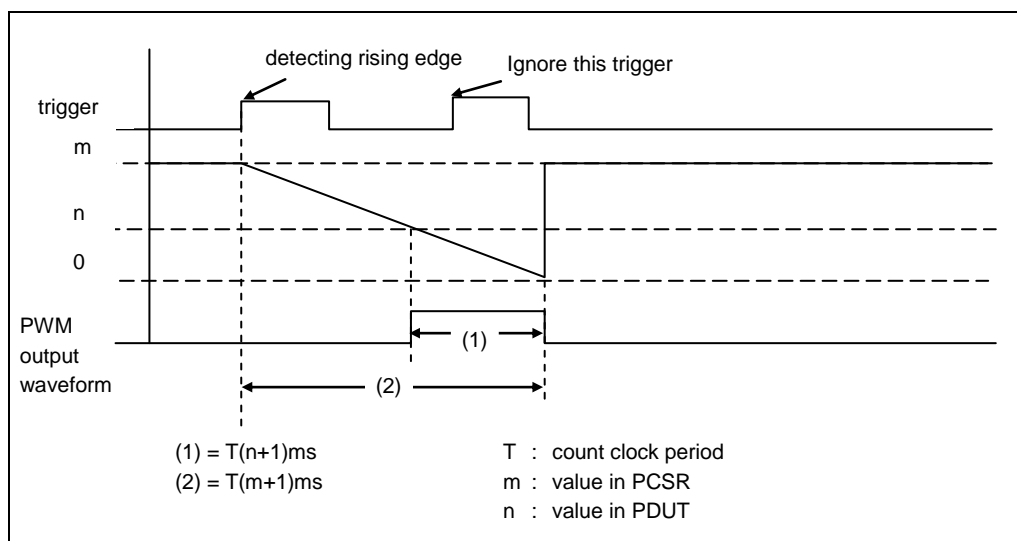 detecting rising edge
Ignore this trigger
trigger
m
n
0
PWM
output
waveform
(1)
(2)
(1) = T(n+1)ms
(2) = T(m+1)ms
T : count clock period
m : value in PCSR
n : value in PDUT